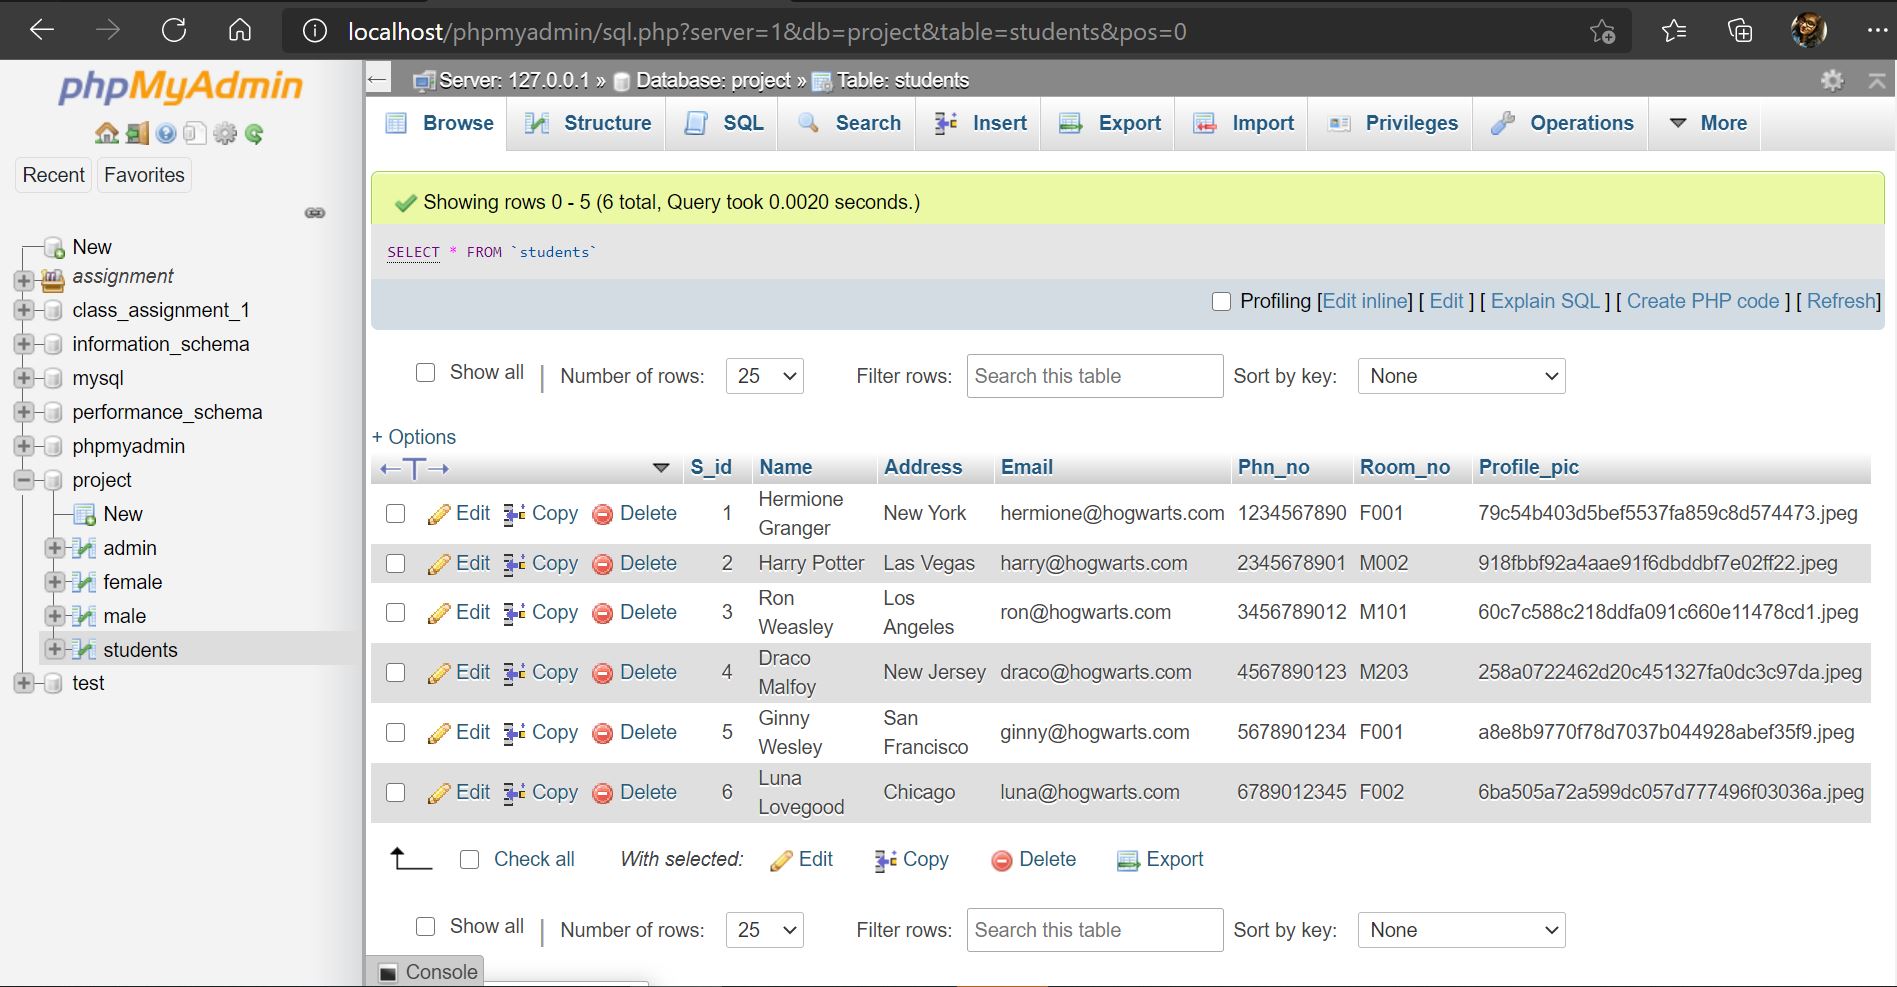 localhost/phpmyadmin/sql.php?server=1&db=project&table=students&pos=0
phpMyAdmin
Recent Favorites
New
assignment
class_assignment_1
information_schema
mysql
performance_schema
phpmyadmin
project
New
admin
female
male
students
test
Server: 127.0.0.1 » Database: project » Table: students
Browse Structure SQL Search Insert Export Import Privileges Operations More
Showing rows 0 - 5 (6 total, Query took 0.0020 seconds.)
SELECT * FROM `students`
Profiling [Edit inline] [ Edit ] [ Explain SQL ] [ Create PHP code ] [ Refresh]
Show all | Number of rows: 25 Filter rows: Search this table Sort by key: None
+ Options
←T→ S_id Name Address Email Phn_no Room_no Profile_pic
Edit Copy Delete 1 Hermione Granger New York hermione@hogwarts.com 1234567890 F001 79c54b403d5bef5537fa859c8d574473.jpeg
Edit Copy Delete 2 Harry Potter Las Vegas harry@hogwarts.com 2345678901 M002 918fbbf92a4aae91f6dbddbf7e02ff22.jpeg
Edit Copy Delete 3 Ron Weasley Los Angeles ron@hogwarts.com 3456789012 M101 60c7c588c218ddfa091c660e11478cd1.jpeg
Edit Copy Delete 4 Draco Malfoy New Jersey draco@hogwarts.com 4567890123 M203 258a0722462d20c451327fa0dc3c97da.jpeg
Edit Copy Delete 5 Ginny Wesley San Francisco ginny@hogwarts.com 5678901234 F001 a8e8b9770f78d7037b044928abef35f9.jpeg
Edit Copy Delete 6 Luna Lovegood Chicago luna@hogwarts.com 6789012345 F002 6ba505a72a599dc057d777496f03036a.jpeg
Check all With selected: Edit Copy Delete Export
Show all | Number of rows: 25 Filter rows: Search this table Sort by key: None
Console